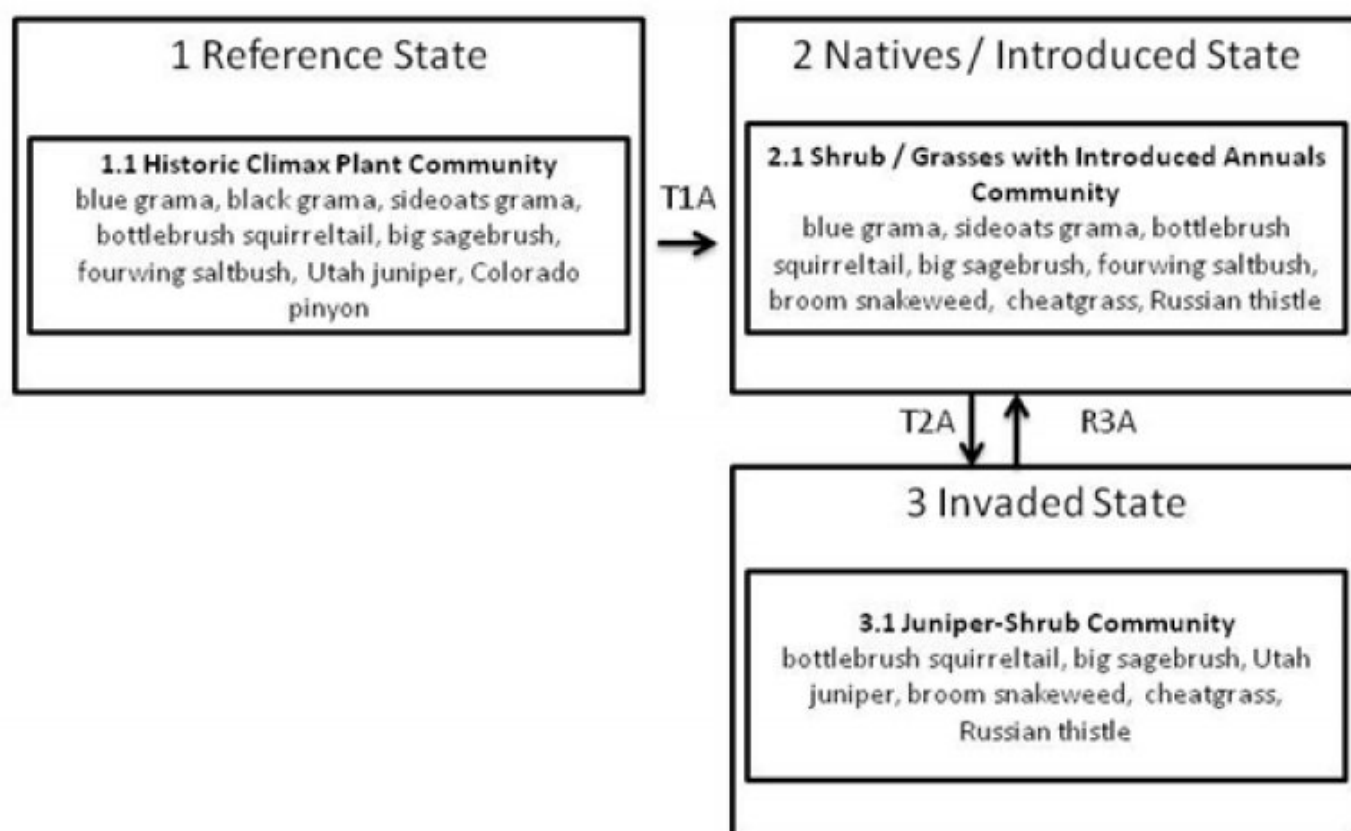 1 Reference State
1.1 Historic Climax Plant Community
blue grama, black grama, sideoats grama,
bottlebrush squirreltail, big sagebrush,
fourwing saltbush, Utah juniper, Colorado
pinyon
T1A
2 Natives / Introduced State
2.1 Shrub / Grasses with Introduced Annuals
Community
blue grama, sideoats grama, bottlebrush
squirreltail, big sagebrush, fourwing saltbush,
broom snakeweed, cheatgrass, Russian thistle
T2A
R3A
3 Invaded State
3.1 Juniper-Shrub Community
bottlebrush squirreltail, big sagebrush, Utah
juniper, broom snakeweed, cheatgrass,
Russian thistle